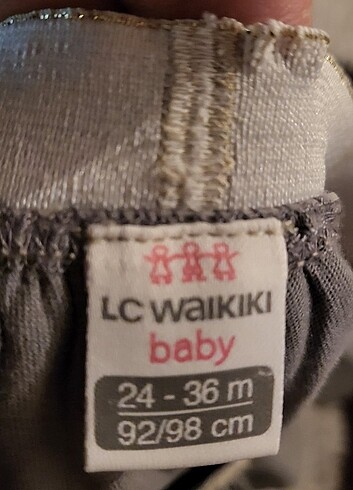 LC WAIKIKI
baby
24 - 36 m
92/98 cm